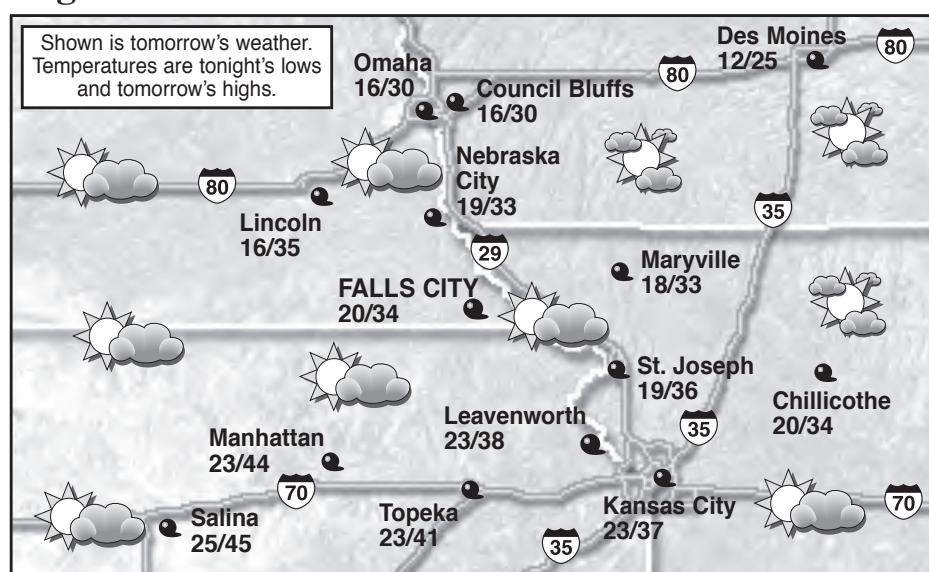 Shown is tomorrow's weather.
Temperatures are tonight's lows
and tomorrow's highs.
Des Moines
12/25
80
80
Omaha
16/30
Council Bluffs
16/30
Nebraska
City
19/33
80
Lincoln
16/35
35
29
Maryville
18/33
FALLS CITY
20/34
St. Joseph
19/36
Chillicothe
20/34
Leavenworth
23/38
35
Manhattan
23/44
70
Salina
25/45
Topeka
23/41
Kansas City
23/37
70
35